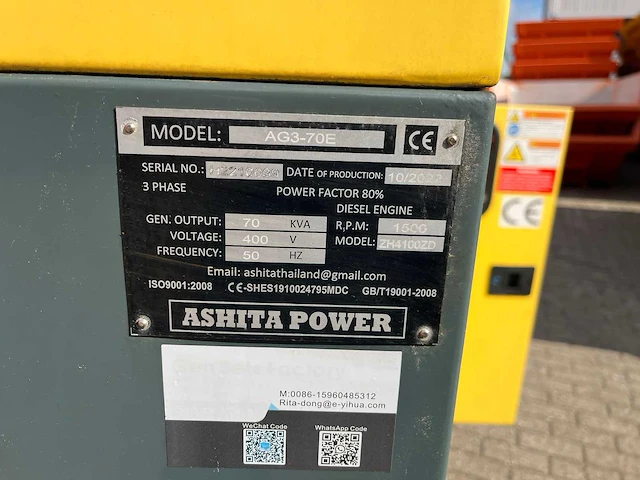 MODEL: AG3-70E CE
SERIAL NO.: DATE OF PRODUCTION:
3 PHASE POWER FACTOR 80%
DIESEL ENGINE
GEN. OUTPUT: 70 KVA R,P,M: 1500
VOLTAGE: 400 V MODEL: ZH4100ZD
FREQUENCY: 50 HZ
Email: ashitathailand@gmail.com
ISO9001:2008 CE-SHES1910024795MDC GB/T19001-2008
ASHITA POWER
M:0086-15960485312
Rita-dong@e-yihua.com
WeChat Code WhatsApp Code
CE